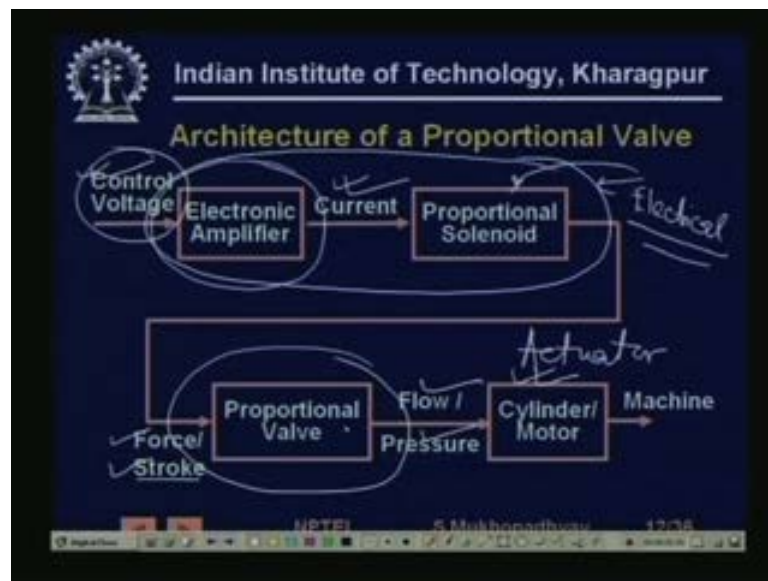 Indian Institute of Technology, Kharagpur
Architecture of a Proportional Valve
Control
Voltage
Electronic
Amplifier
Current
Proportional
Solenoid
Electrical
Actuator
Force/
Stroke
Proportional
Valve
Flow /
Pressure
Cylinder/
Motor
Machine
NPTEL S.Mukhopadhyay 12/36